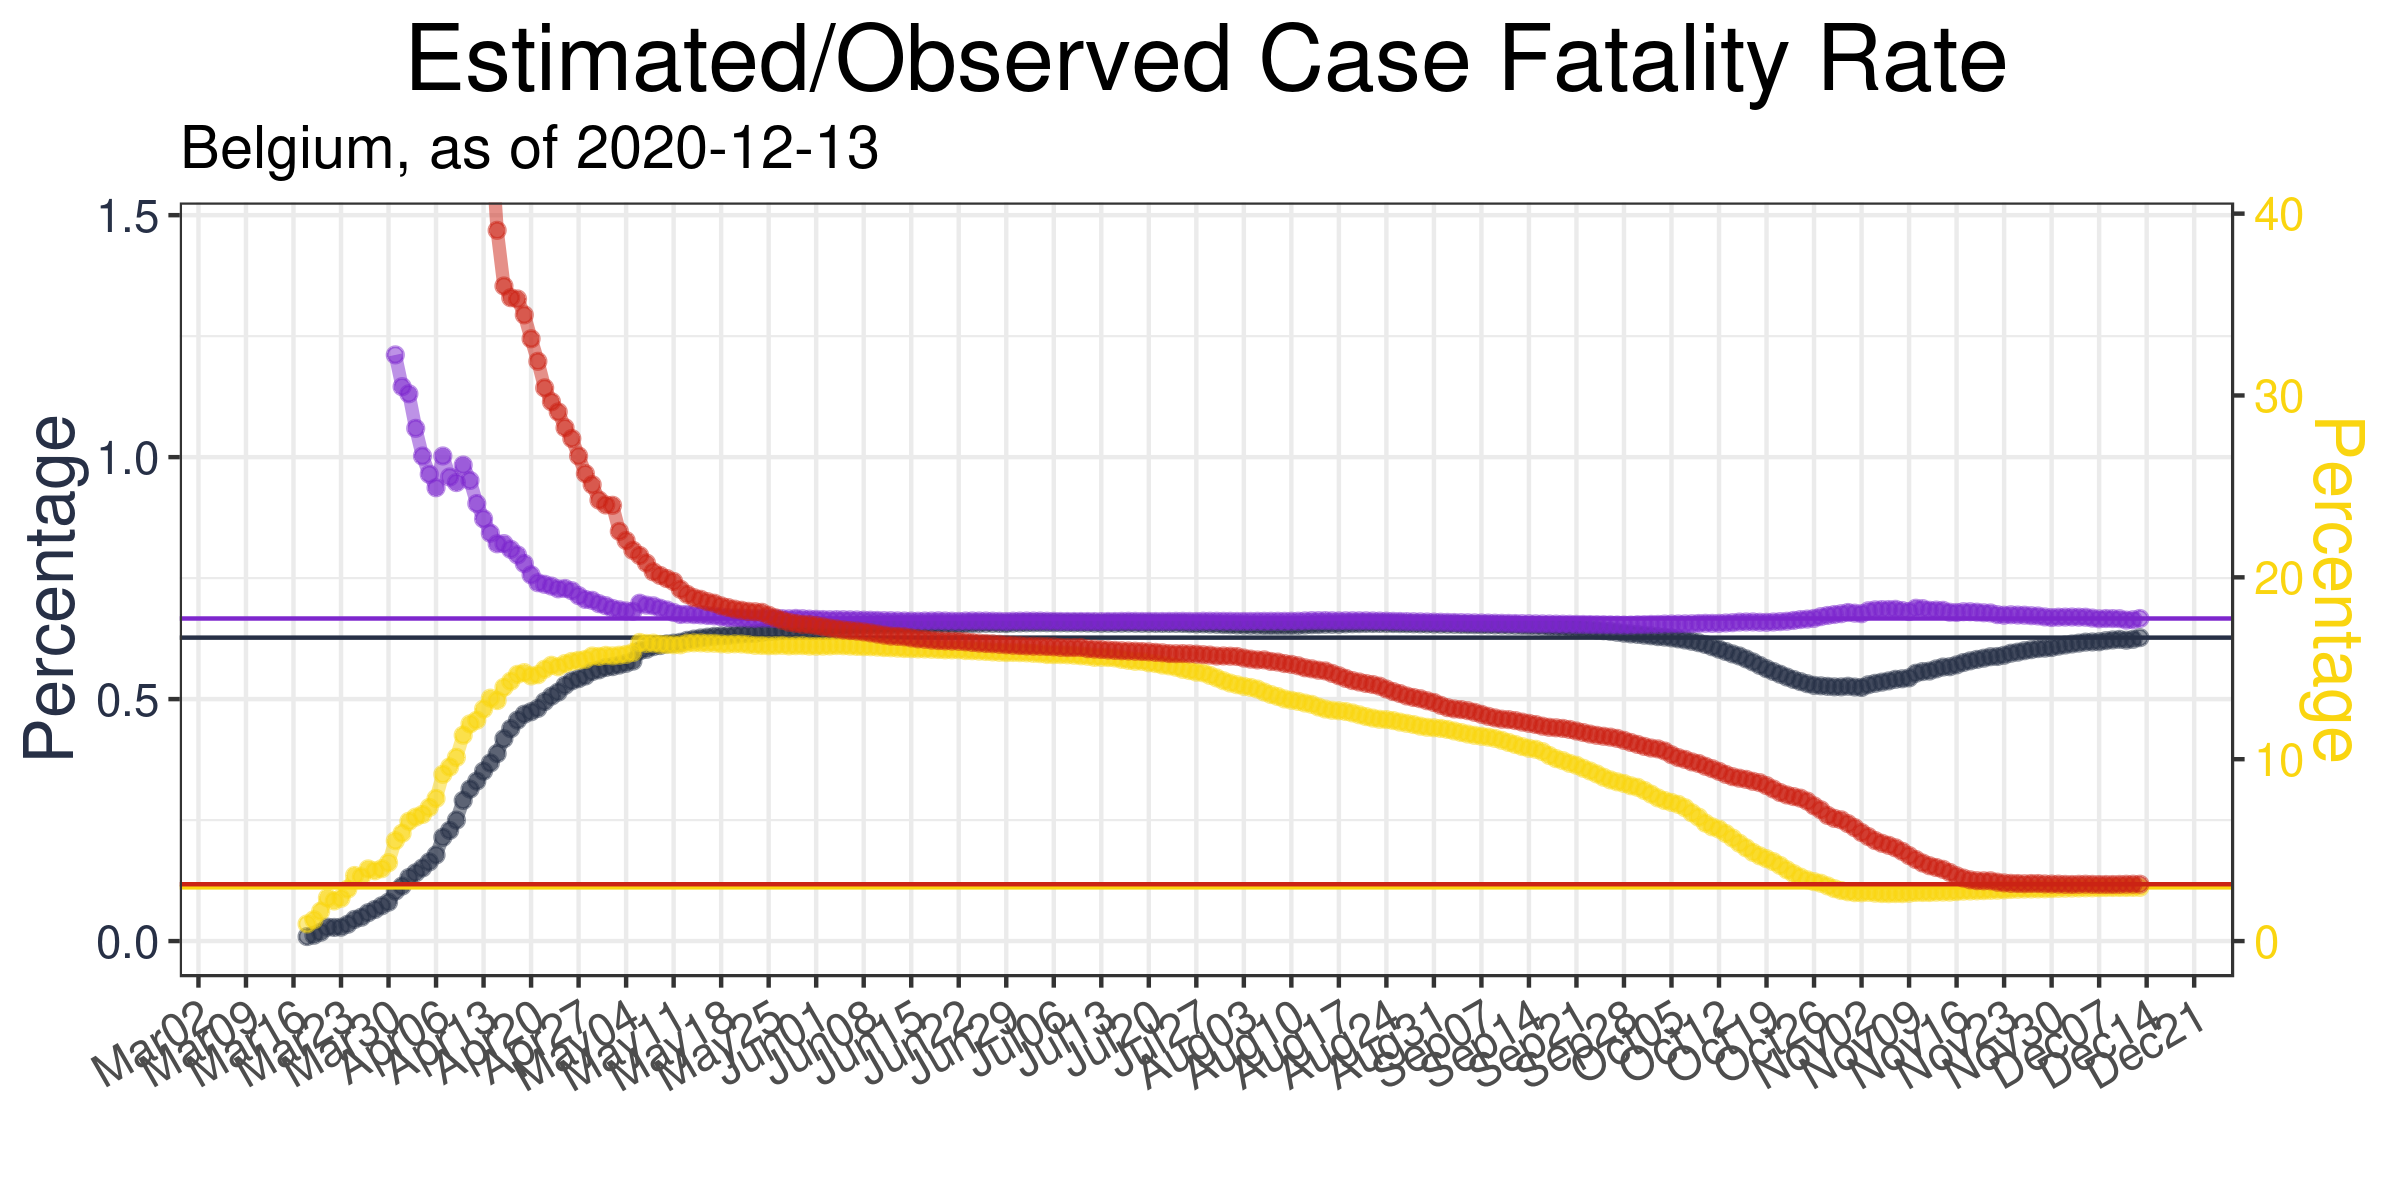 Estimated/Observed Case Fatality Rate
Belgium, as of 2020-12-13
1.5
1.0
0.5
0.0
Percentage
40
30
20
10
0
Percentage
Mar02
Mar09
Mar16
Mar23
Mar30
Apr06
Apr13
Apr20
Apr27
May04
May11
May18
May25
Jun01
Jun08
Jun15
Jun22
Jun29
Jul06
Jul13
Jul20
Jul27
Aug03
Aug10
Aug17
Aug24
Aug31
Sep07
Sep14
Sep21
Sep28
Oct05
Oct12
Oct19
Oct26
Nov02
Nov09
Nov16
Nov23
Nov30
Dec07
Dec14
Dec21